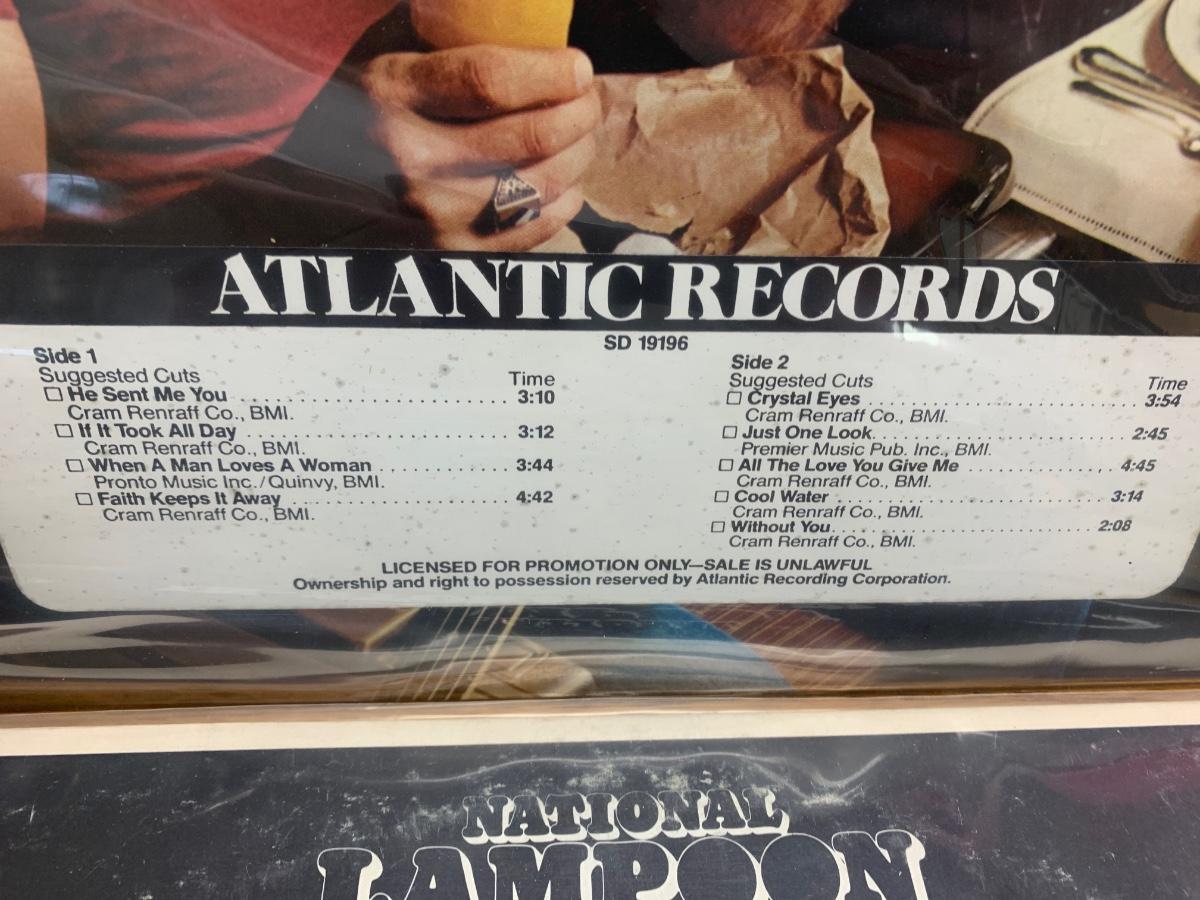 ATLANTIC RECORDS
SD 19196
Side 1
Suggested Cuts Time
☐ He Sent Me You 3:10
Cram Renraff Co., BMI.
☐ If It Took All Day 3:12
Cram Renraff Co., BMI.
☐ When A Man Loves A Woman 3:44
Pronto Music Inc./Quinvy, BMI.
☐ Faith Keeps It Away 4:42
Cram Renraff Co., BMI.
Side 2
Suggested Cuts Time
☐ Crystal Eyes 3:54
Cram Renraff Co., BMI.
☐ Just One Look 2:45
Premier Music Pub. Inc., BMI.
☐ All The Love You Give Me 4:45
Cram Renraff Co., BMI.
☐ Cool Water 3:14
Cram Renraff Co., BMI.
☐ Without You 2:08
Cram Renraff Co., BMI.
LICENSED FOR PROMOTION ONLY—SALE IS UNLAWFUL
Ownership and right to possession reserved by Atlantic Recording Corporation.
NATIONAL
LAMPOON